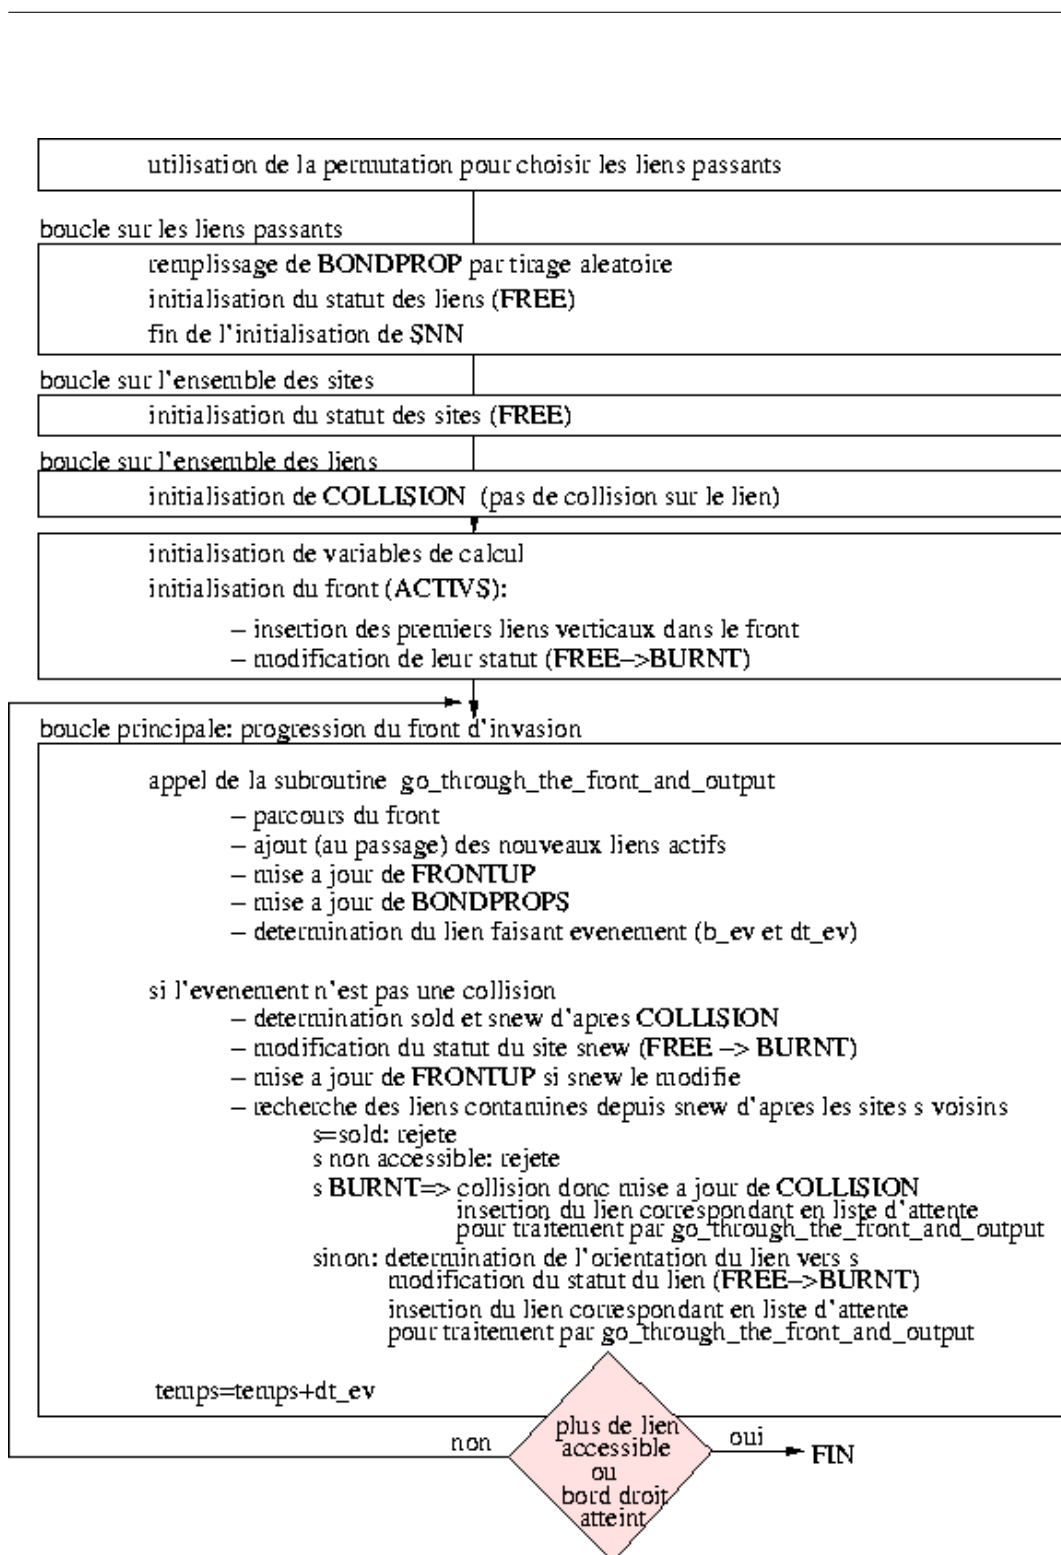 utilisation de la permutation pour choisir les liens passants
boucle sur les liens passants
remplissage de BONDPROP par tirage aleatoire
initialisation du statut des liens (FREE)
fin de l'initialisation de SNN
boucle sur l'ensemble des sites
initialisation du statut des sites (FREE)
boucle sur l'ensemble des liens
initialisation de COLLISION (pas de collision sur le lien)
initialisation de variables de calcul
initialisation du front (ACTIVS):
– insertion des premiers liens verticaux dans le front
– modification de leur statut (FREE–>BURNT)
boucle principale: progression du front d'invasion
appel de la subroutine go_through_the_front_and_output
– parcours du front
– ajout (au passage) des nouveaux liens actifs
– mise a jour de FRONTUP
– mise a jour de BONDPROPS
– determination du lien faisant evenement (b_ev et dt_ev)
si l'evenement n'est pas une collision
– determination sold et snew d'apres COLLISION
– modification du statut du site snew (FREE –> BURNT)
– mise a jour de FRONTUP si snew le modifie
– recherche des liens contamines depuis snew d'apres les sites s voisins
s=sold: rejete
s non accessible: rejete
s BURNT=> collision donc mise a jour de COLLISION
insertion du lien correspondant en liste d'attente
pour traitement par go_through_the_front_and_output
sinon: determination de l'orientation du lien vers s
modification du statut du lien (FREE–>BURNT)
insertion du lien correspondant en liste d'attente
pour traitement par go_through_the_front_and_output
temps=temps+dt_ev
plus de lien
accessible
ou
bord droit
atteint
non
oui
FIN